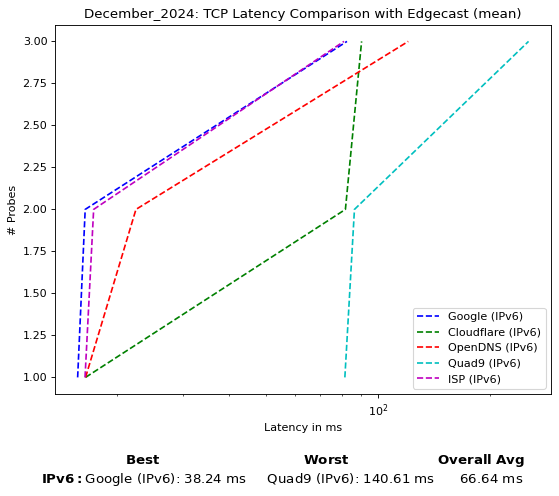 December_2024: TCP Latency Comparison with Edgecast (mean)
3.00
2.75
2.50
2.25
2.00
1.75
1.50
1.25
1.00
# Probes
Google (IPv6)
Cloudflare (IPv6)
OpenDNS (IPv6)
Quad9 (IPv6)
ISP (IPv6)
10²
Latency in ms
Best Worst Overall Avg
IPv6: Google (IPv6): 38.24 ms Quad9 (IPv6): 140.61 ms 66.64 ms